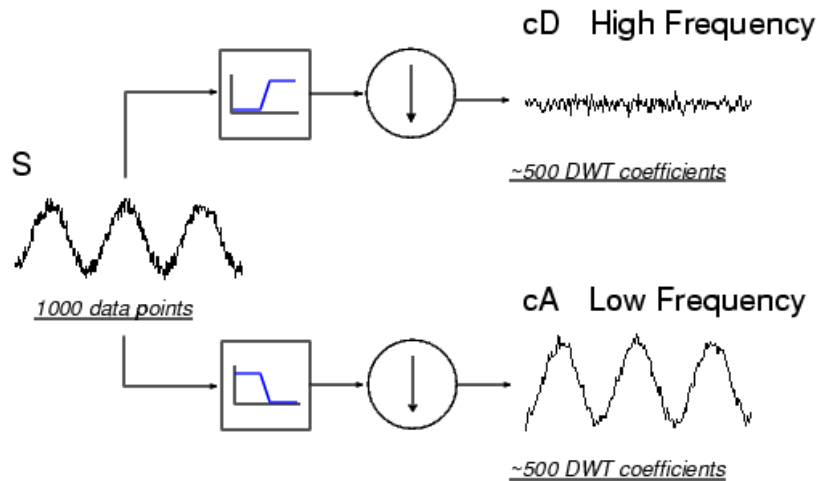 cD High Frequency
~500 DWT coefficients
S
1000 data points
cA Low Frequency
~500 DWT coefficients